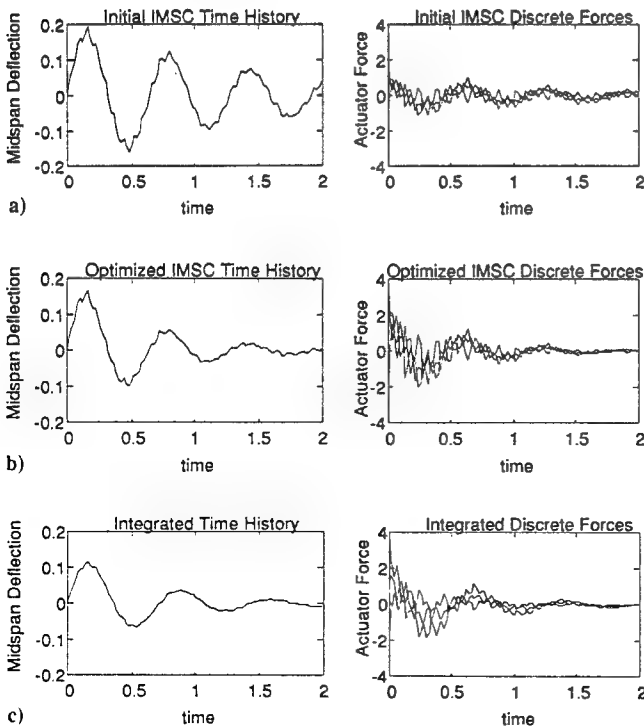 Initial IMSC Time History
Midspan Deflection
0.2
0.1
0
-0.1
-0.2
0 0.5 1 1.5 2
time
Initial IMSC Discrete Forces
Actuator Force
4
2
0
-2
-4
0 0.5 1 1.5 2
time
a)
Optimized IMSC Time History
Midspan Deflection
0.2
0.1
0
-0.1
-0.2
0 0.5 1 1.5 2
time
Optimized IMSC Discrete Forces
Actuator Force
4
2
0
-2
-4
0 0.5 1 1.5 2
time
b)
Integrated Time History
Midspan Deflection
0.2
0.1
0
-0.1
-0.2
0 0.5 1 1.5 2
time
Integrated Discrete Forces
Actuator Force
4
2
0
-2
-4
0 0.5 1 1.5 2
time
c)